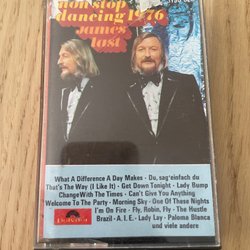 non stop
dancing 1976
james
last
What A Difference A Day Makes - Du, sag'einfach du
That's The Way (I Like It) - Get Down Tonight - Lady Bump
Change With The Times - Can't Give You Anything
Welcome To The Party - Morning Sky - One Of These Nights
I'm On Fire - Fly, Robin, Fly - The Hustle
Brazil - A.I.E. - Lady Lay - Paloma Blanca
und viele andere